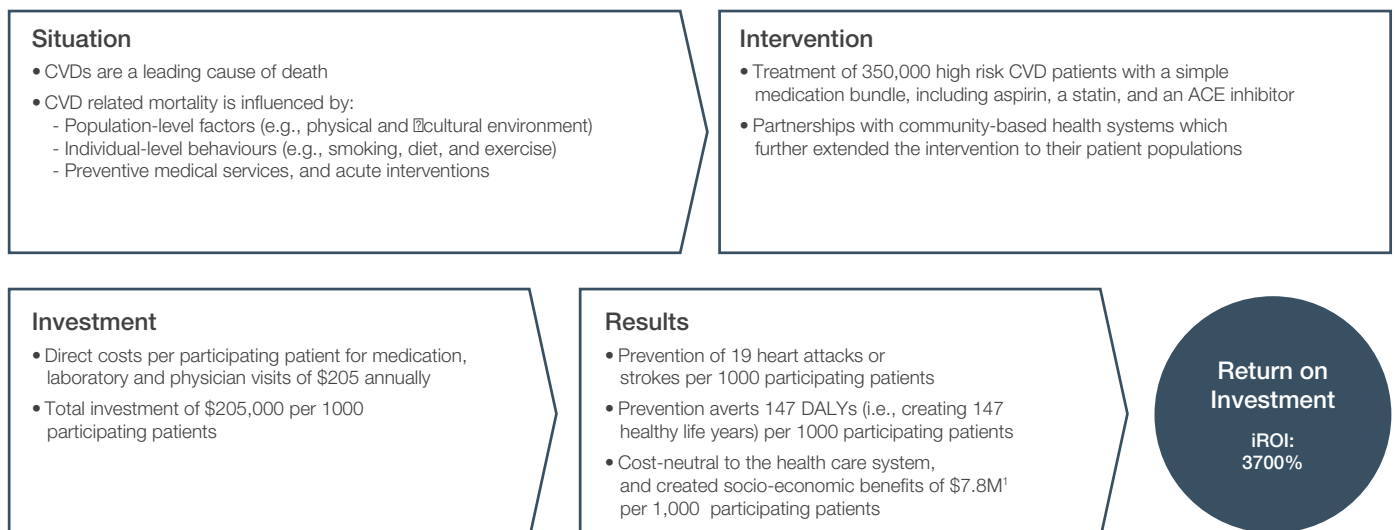 Situation
• CVDs are a leading cause of death
• CVD related mortality is influenced by:
- Population-level factors (e.g., physical and �cultural environment)
- Individual-level behaviours (e.g., smoking, diet, and exercise)
- Preventive medical services, and acute interventions
Intervention
• Treatment of 350,000 high risk CVD patients with a simple
medication bundle, including aspirin, a statin, and an ACE inhibitor
• Partnerships with community-based health systems which
further extended the intervention to their patient populations
Investment
• Direct costs per participating patient for medication,
laboratory and physician visits of $205 annually
• Total investment of $205,000 per 1000
participating patients
Results
• Prevention of 19 heart attacks or
strokes per 1000 participating patients
• Prevention averts 147 DALYs (i.e., creating 147
healthy life years) per 1000 participating patients
• Cost-neutral to the health care system,
and created socio-economic benefits of $7.8M¹
per 1,000 participating patients
Return on
Investment
iROI:
3700%